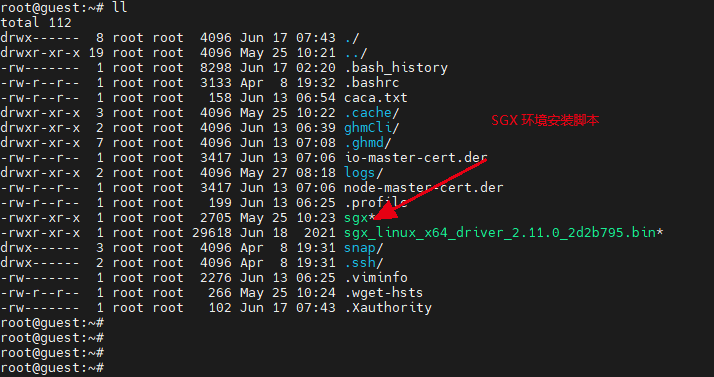 root@guest:~# ll
total 112
drwx------  8 root root  4096 Jun 17 07:43 ./
drwxr-xr-x 19 root root  4096 May 25 10:21 ../
-rw-------  1 root root  8298 Jun 17 02:20 .bash_history
-rw-r--r--  1 root root  3133 Apr  8 19:32 .bashrc
-rw-r--r--  1 root root   158 Jun 13 06:54 caca.txt
drwxr-xr-x  3 root root  4096 May 25 10:22 .cache/
drwxr-xr-x  2 root root  4096 Jun 13 06:39 ghmCli/
drwxr-xr-x  7 root root  4096 Jun 13 07:08 .ghmd/
SGX 环境安装脚本
-rw-r--r--  1 root root  3417 Jun 13 07:06 io-master-cert.der
drwxr-xr-x  2 root root  4096 May 27 08:18 logs/
-rw-r--r--  1 root root  3417 Jun 13 07:06 node-master-cert.der
-rw-r--r--  1 root root   199 Jun 13 06:25 .profile
-rwxr-xr-x  1 root root  2705 May 25 10:23 sgx*
-rwxr-xr-x  1 root root 29618 Jun 18  2021 sgx_linux_x64_driver_2.11.0_2d2b795.bin*
drwx------  3 root root  4096 Apr  8 19:31 snap/
drwx------  2 root root  4096 Apr  8 19:31 .ssh/
-rw-------  1 root root  2276 Jun 13 06:25 .viminfo
-rw-r--r--  1 root root   266 May 25 10:24 .wget-hsts
-rw-------  1 root root   102 Jun 17 07:43 .Xauthority
root@guest:~#
root@guest:~#
root@guest:~#
root@guest:~#